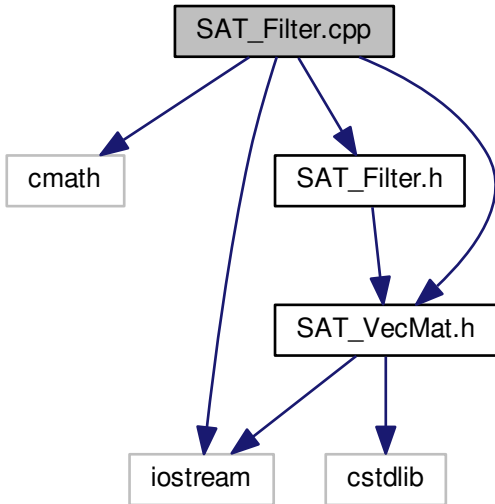 SAT_Filter.cpp
cmath
SAT_Filter.h
SAT_VecMat.h
iostream
cstdlib